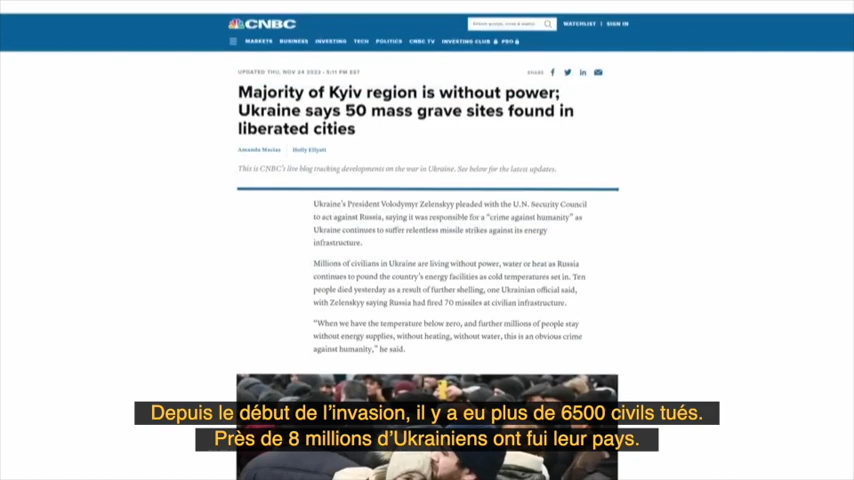 CNBC
Search quotes, news & videos
WATCHLIST | SIGN IN
MARKETS BUSINESS INVESTING TECH POLITICS CNBC TV INVESTING CLUB PRO
UPDATED THU, NOV 24 2022 • 5:11 PM EST
SHARE
Majority of Kyiv region is without power;
Ukraine says 50 mass grave sites found in
liberated cities
Amanda Macias Holly Ellyatt
This is CNBC's live blog tracking developments on the war in Ukraine. See below for the latest updates.
Ukraine's President Volodymyr Zelenskyy pleaded with the U.N. Security Council
to act against Russia, saying it was responsible for a “crime against humanity” as
Ukraine continues to suffer relentless missile strikes against its energy
infrastructure.
Millions of civilians in Ukraine are living without power, water or heat as Russia
continues to pound the country's energy facilities as cold temperatures set in. Ten
people died yesterday as a result of further shelling, one Ukrainian official said,
with Zelenskyy saying Russia had fired 70 missiles at civilian infrastructure.
“When we have the temperature below zero, and further millions of people stay
without energy supplies, without heating, without water, this is an obvious crime
against humanity,” he said.
Depuis le début de l’invasion, il y a eu plus de 6500 civils tués.
Près de 8 millions d’Ukrainiens ont fui leur pays.